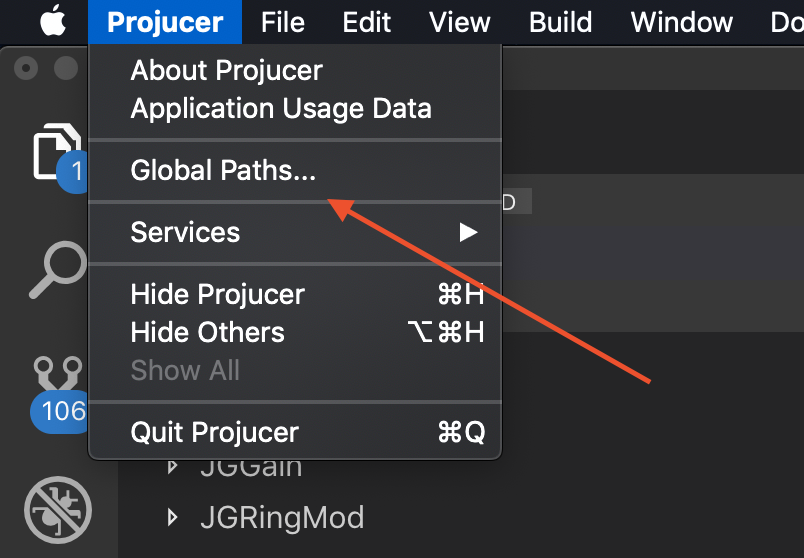 Projucer File Edit View Build Window Do
About Projucer
Application Usage Data
1
Global Paths...
D
Services
Hide Projucer ⌘H
Hide Others ⌥⌘H
Show All
106
Quit Projucer ⌘Q
JGGain
JGRingMod